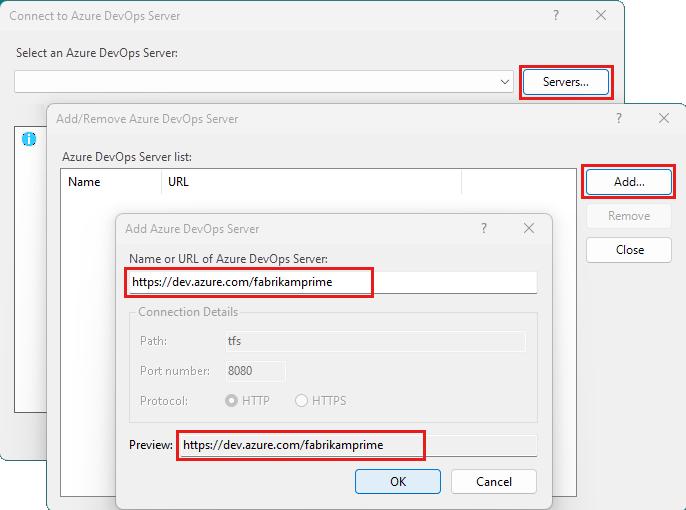 Connect to Azure DevOps Server
Select an Azure DevOps Server:
Servers...
Add/Remove Azure DevOps Server
Azure DevOps Server list:
Name URL
Add...
Remove
Close
Add Azure DevOps Server
Name or URL of Azure DevOps Server:
https://dev.azure.com/fabrikamprime
Connection Details
Path: tfs
Port number: 8080
Protocol: HTTP HTTPS
Preview: https://dev.azure.com/fabrikamprime
OK Cancel